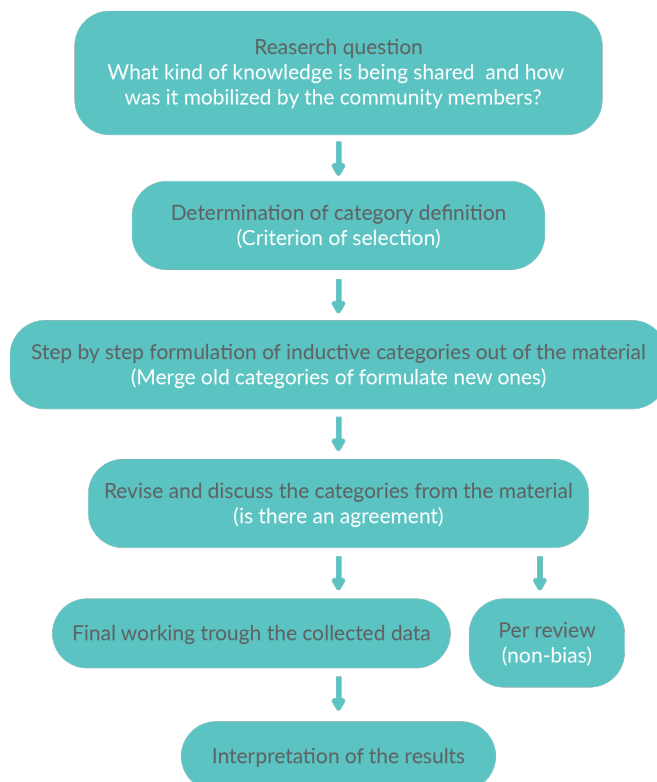 Reaserch question
What kind of knowledge is being shared and how
was it mobilized by the community members?
Determination of category definition
(Criterion of selection)
Step by step formulation of inductive categories out of the material
(Merge old categories of formulate new ones)
Revise and discuss the categories from the material
(is there an agreement)
Final working trough the collected data
Per review
(non-bias)
Interpretation of the results